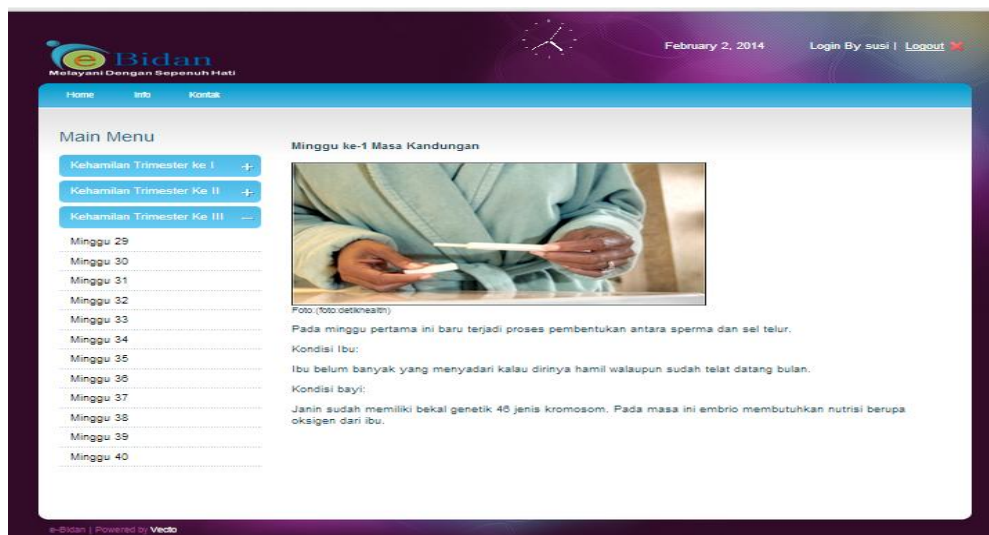 eBidan
Melayani Dengan Sepenuh Hati
February 2, 2014
Login By susi | Logout
Home Info Kontak
Main Menu
Kehamilan Trimester ke I
Kehamilan Trimester Ke II
Kehamilan Trimester Ke III
Minggu 29
Minggu 30
Minggu 31
Minggu 32
Minggu 33
Minggu 34
Minggu 35
Minggu 36
Minggu 37
Minggu 38
Minggu 39
Minggu 40
Minggu ke-1 Masa Kandungan
Foto:(foto:detikhealth)
Pada minggu pertama ini baru terjadi proses pembentukan antara sperma dan sel telur.
Kondisi Ibu:
Ibu belum banyak yang menyadari kalau dirinya hamil walaupun sudah telat datang bulan.
Kondisi bayi:
Janin sudah memiliki bekal genetik 46 jenis kromosom. Pada masa ini embrio membutuhkan nutrisi berupa
oksigen dari ibu.
e-Bidan | Powered by Vecto